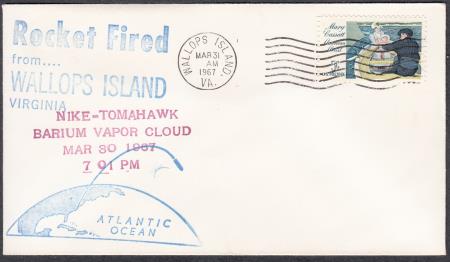 Rocket Fired
from....
WALLOPS ISLAND
VIRGINIA
NIKE-TOMAHAWK
BARIUM VAPOR CLOUD
MAR 30 1967
7 01 PM
ATLANTIC
OCEAN
WALLOPS ISLAND,
MAR 31
AM
1967
VA.
Mary
Cassatt